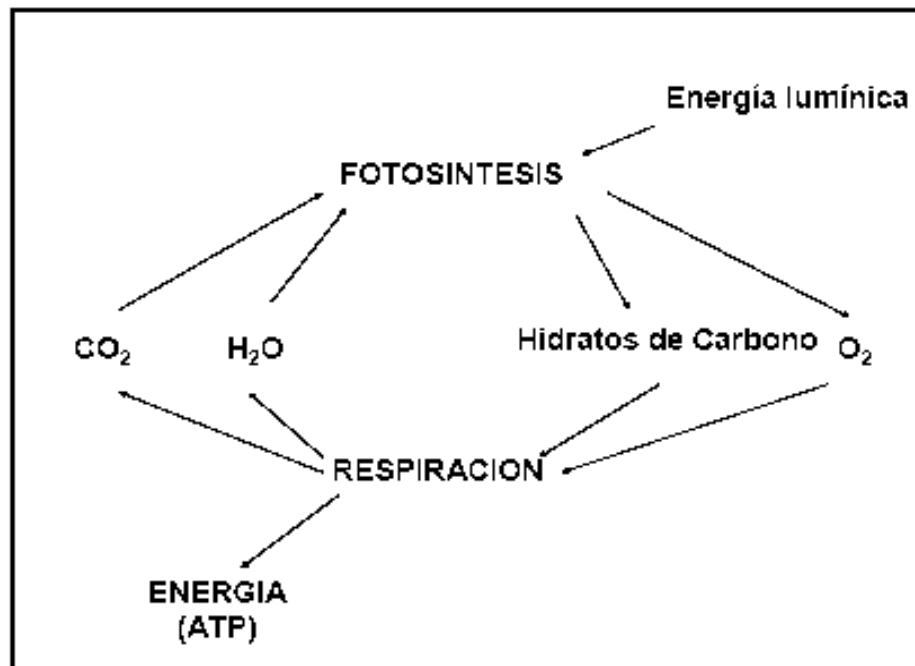 Energía lumínica
FOTOSINTESIS
CO₂
H₂O
Hidratos de Carbono
O₂
RESPIRACION
ENERGIA
(ATP)